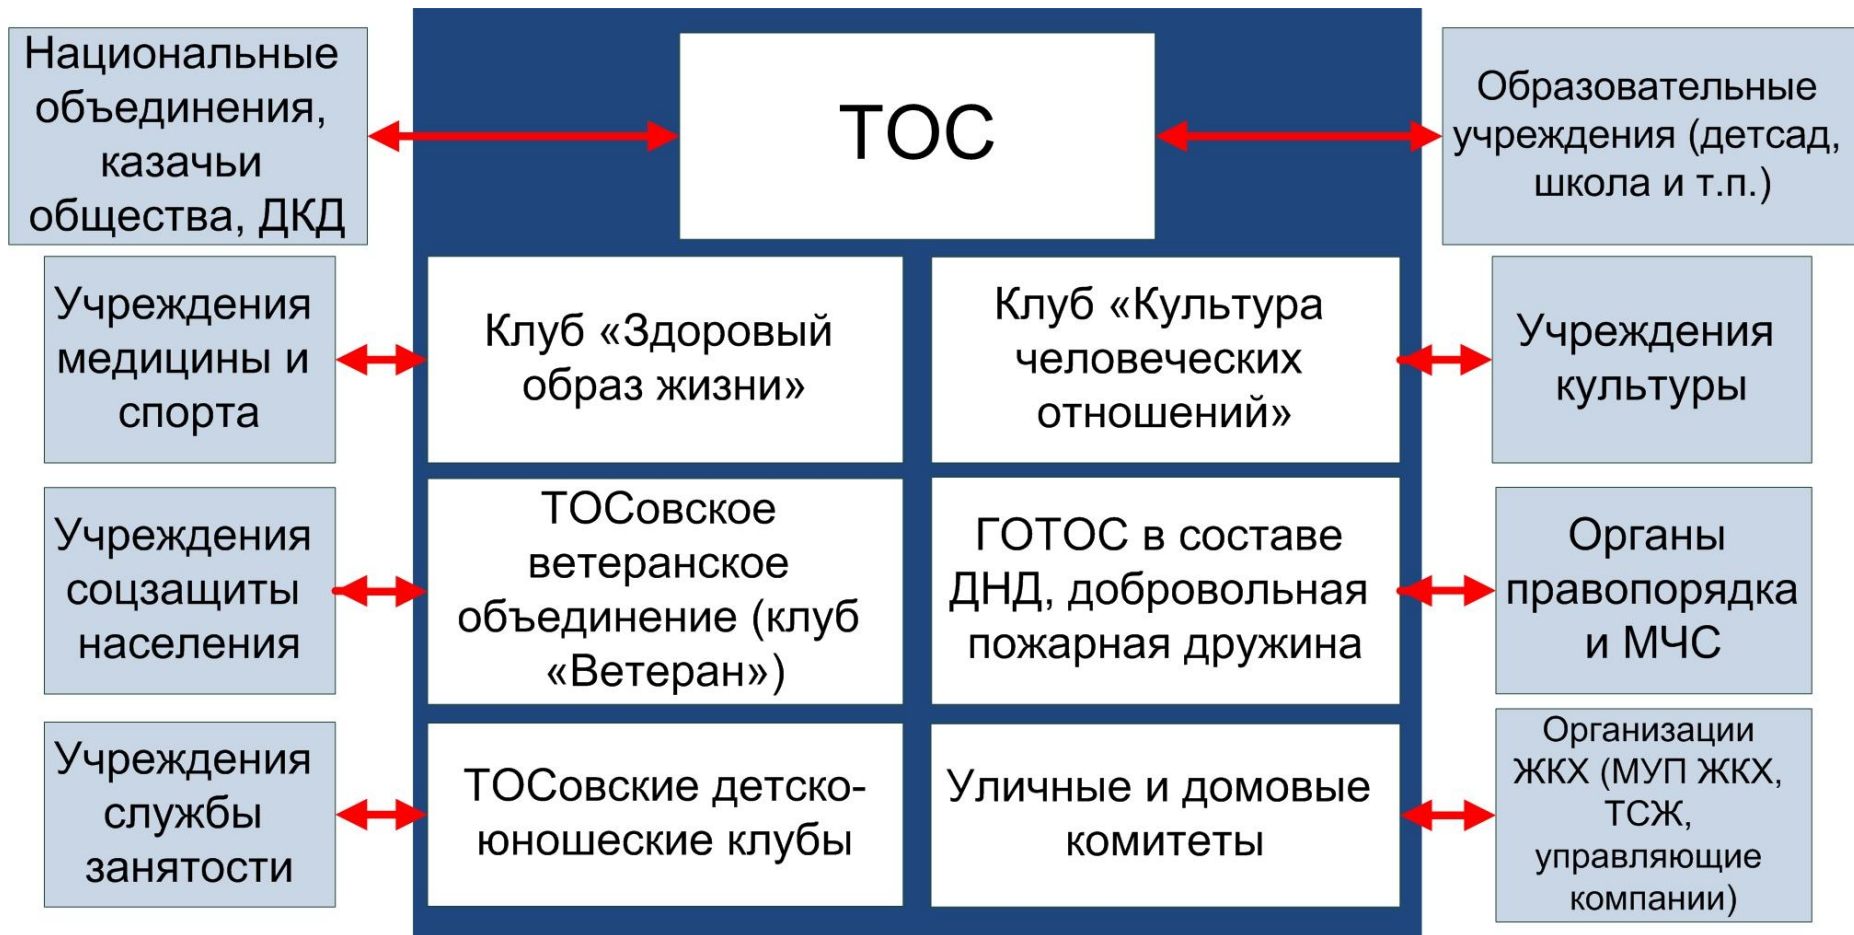 Национальные
объединения,
казачьи
общества, ДКД
ТОС
Образовательные
учреждения (детсад,
школа и т.п.)
Учреждения
медицины и
спорта
Клуб «Здоровый
образ жизни»
Клуб «Культура
человеческих
отношений»
Учреждения
культуры
Учреждения
соцзащиты
населения
ТОСовское
ветеранское
объединение (клуб
«Ветеран»)
ГОТОС в составе
ДНД, добровольная
пожарная дружина
Органы
правопорядка
и МЧС
Учреждения
службы
занятости
ТОСовские детско-
юношеские клубы
Уличные и домовые
комитеты
Организации
ЖКХ (МУП ЖКХ,
ТСЖ,
управляющие
компании)